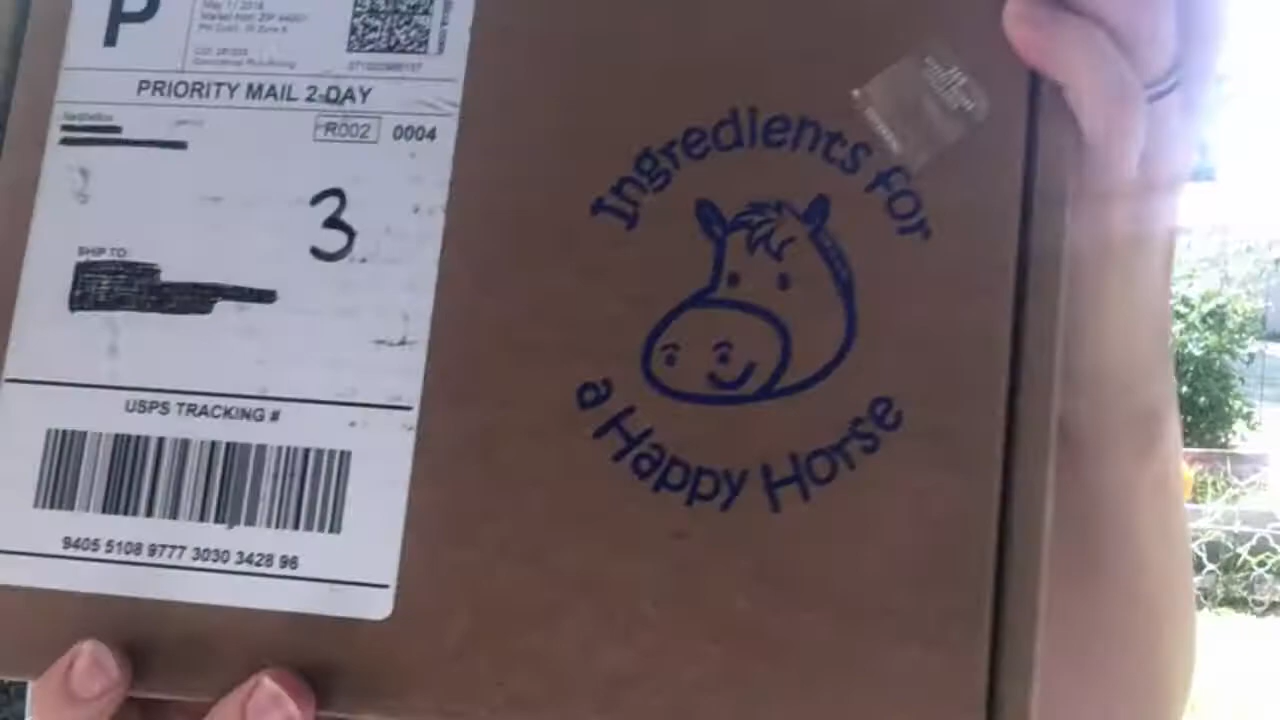 P
PRIORITY MAIL 2-DAY
R002 0004
3
SHIP TO:
USPS TRACKING #
9405 5108 9777 3030 3428 96
Ingredients for
a Happy Horse